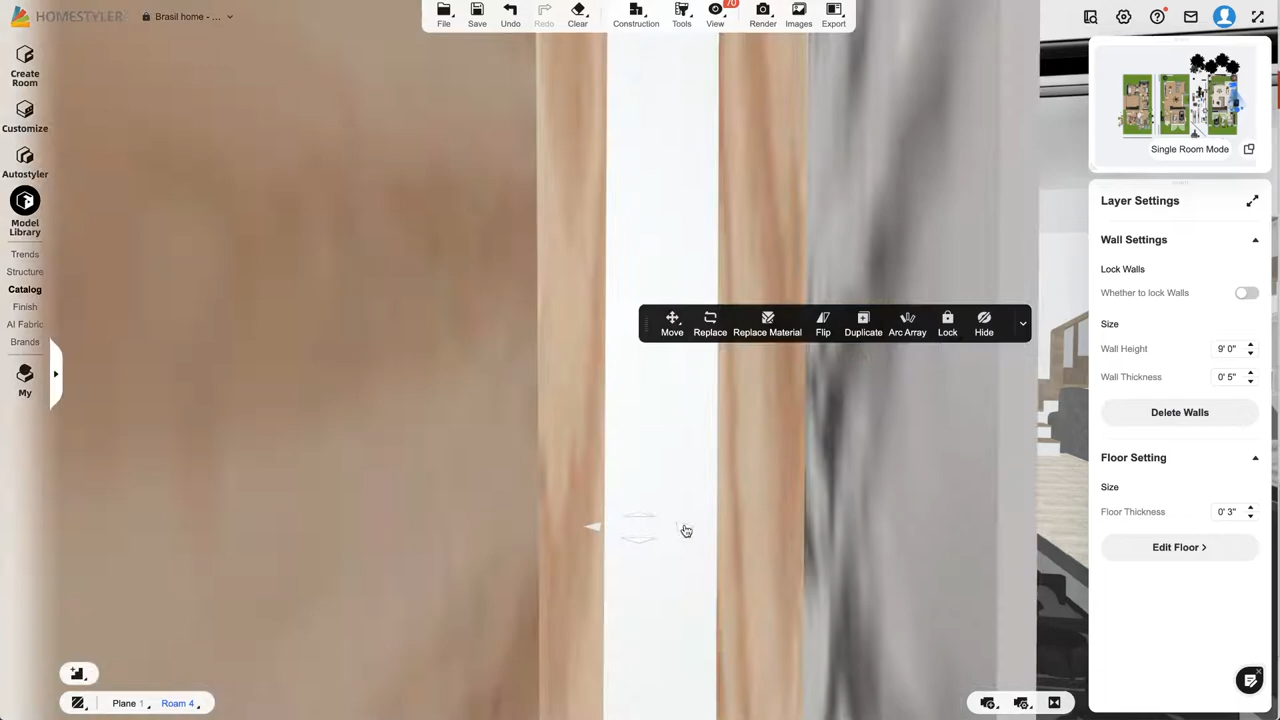 HOMESTYLER
Brasil home - ...
File
Save
Undo
Redo
Clear
Construction
Tools
View
70
Render
Images
Export
Create
Room
Customize
Autostyler
Model
Library
Trends
Structure
Catalog
Finish
AI Fabric
Brands
My
Move
Replace
Replace Material
Flip
Duplicate
Arc Array
Lock
Hide
Single Room Mode
Layer Settings
Wall Settings
Lock Walls
Whether to lock Walls
Size
Wall Height 9' 0"
Wall Thickness 0' 5"
Delete Walls
Floor Setting
Size
Floor Thickness 0' 3"
Edit Floor >
Plane 1
Roam 4